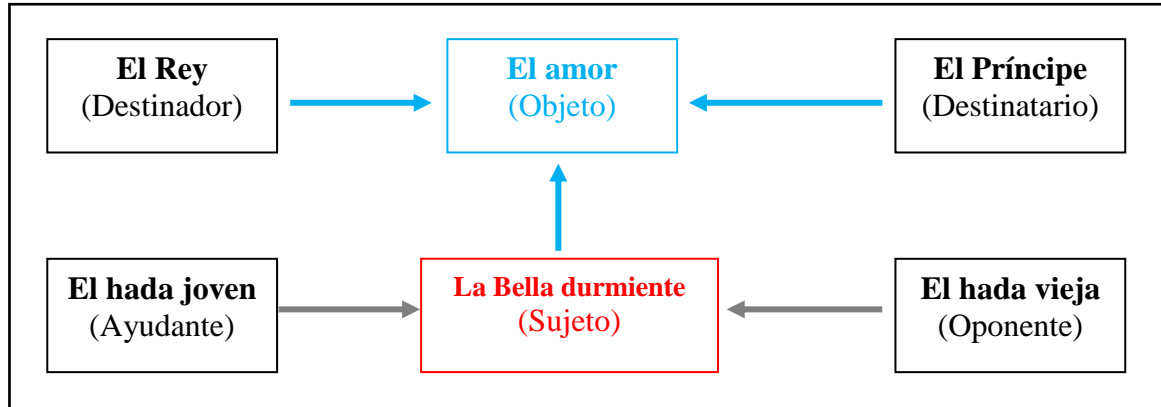 El Rey
(Destinador)
El amor
(Objeto)
El Príncipe
(Destinatario)
El hada joven
(Ayudante)
La Bella durmiente
(Sujeto)
El hada vieja
(Oponente)